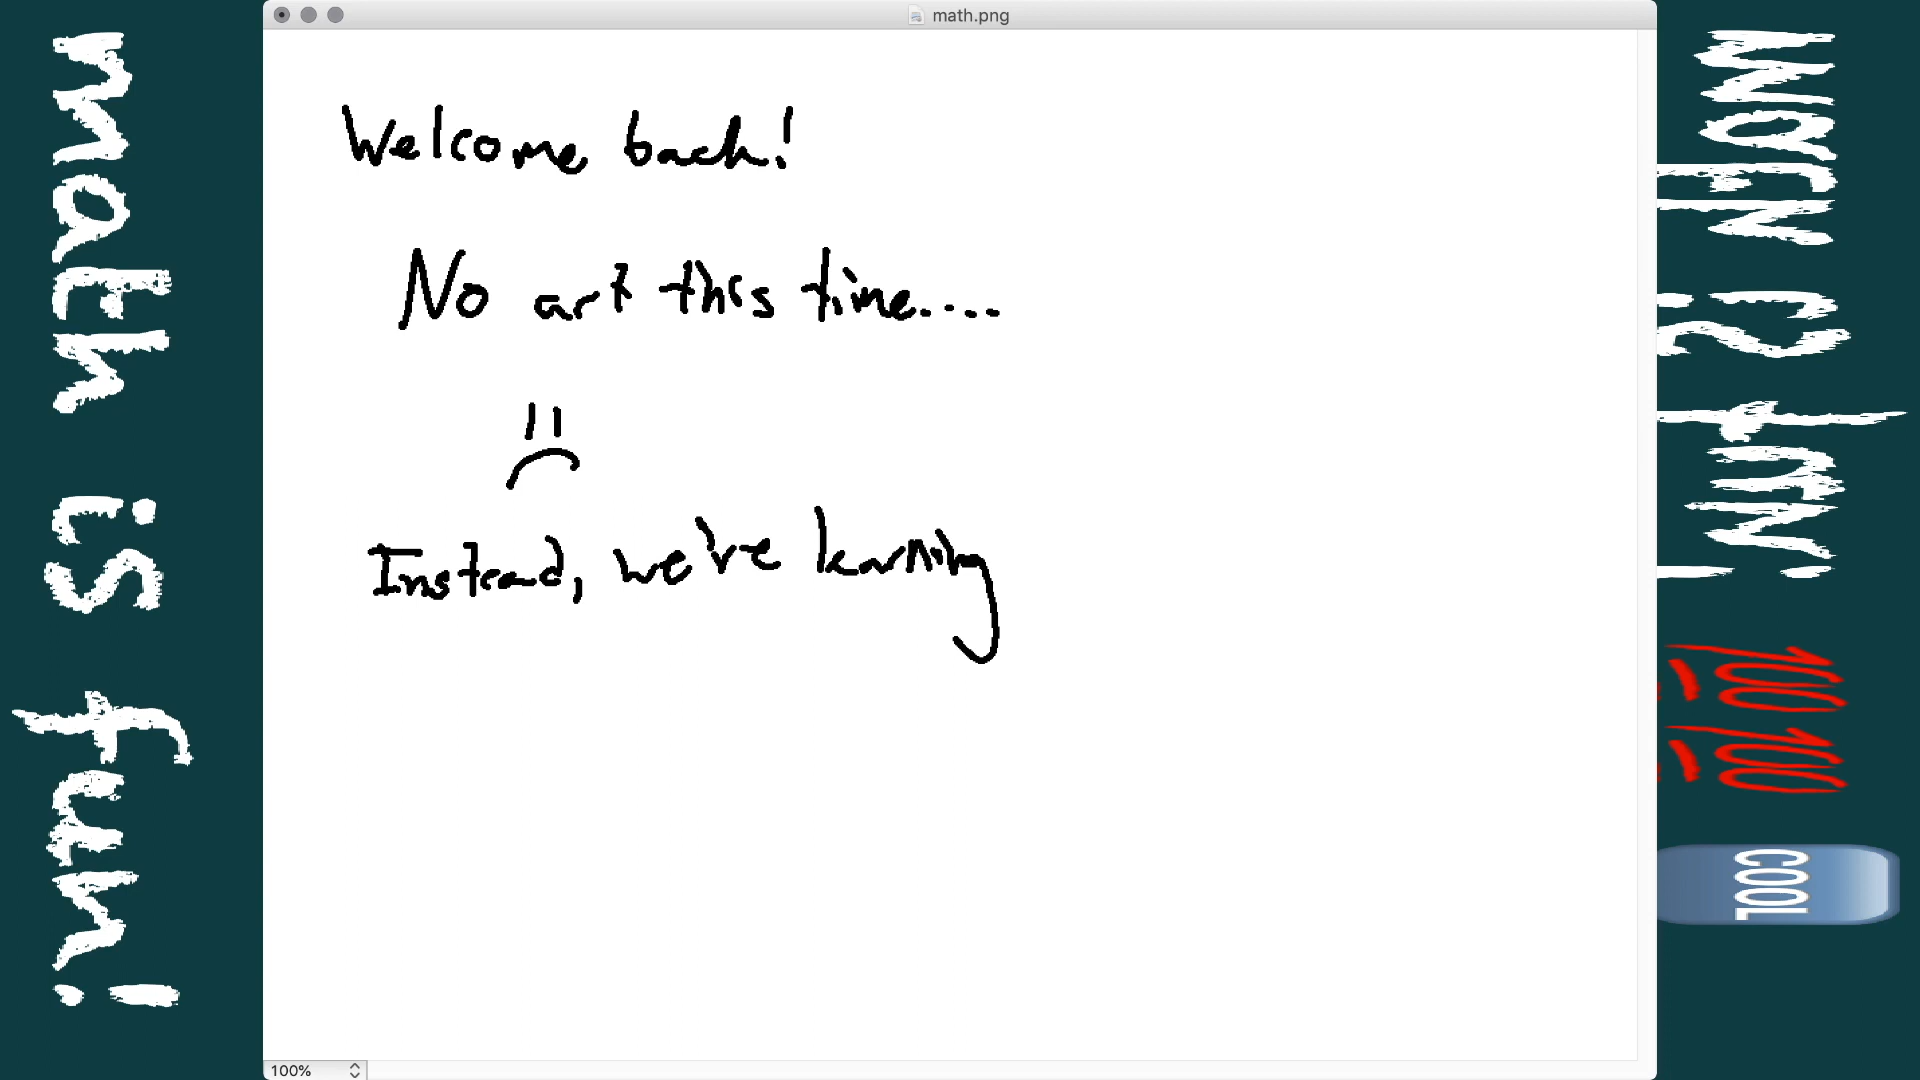 math.png
math is fun!
Welcome back!
No art this time....
Instead, we're learning
math is fun!
100
100
COOL
100%